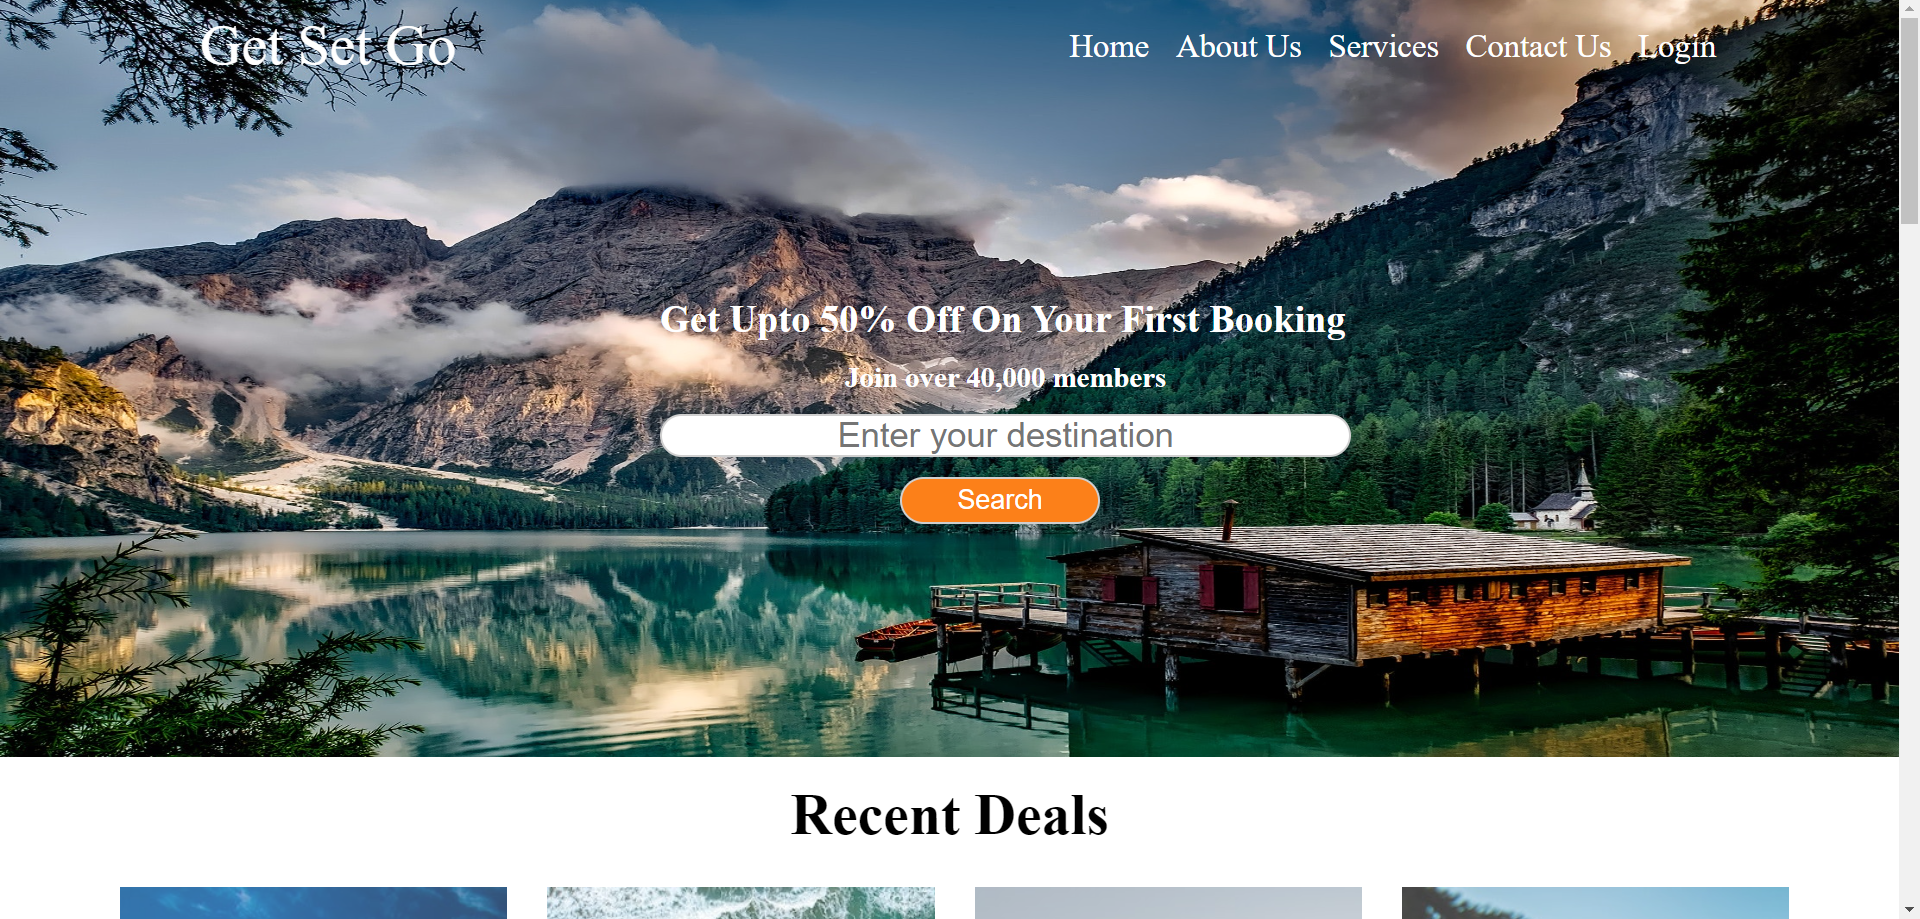 Get Set Go
Home About Us Services Contact Us Login
Get Upto 50% Off On Your First Booking
Join over 40,000 members
Enter your destination
Search
Recent Deals